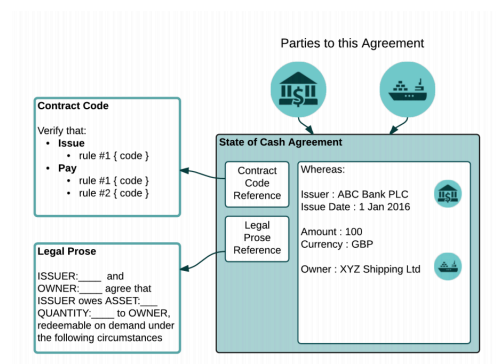 Parties to this Agreement
Contract Code
Verify that:
• Issue
• rule #1 { code }
• Pay
• rule #1 { code }
• rule #2 { code }
Legal Prose
ISSUER:____ and
OWNER:____ agree that
ISSUER owes ASSET:___
QUANTITY:____ to OWNER,
redeemable on demand under
the following circumstances
State of Cash Agreement
Contract
Code
Reference
Legal
Prose
Reference
Whereas:
Issuer : ABC Bank PLC
Issue Date : 1 Jan 2016
Amount : 100
Currency : GBP
Owner : XYZ Shipping Ltd